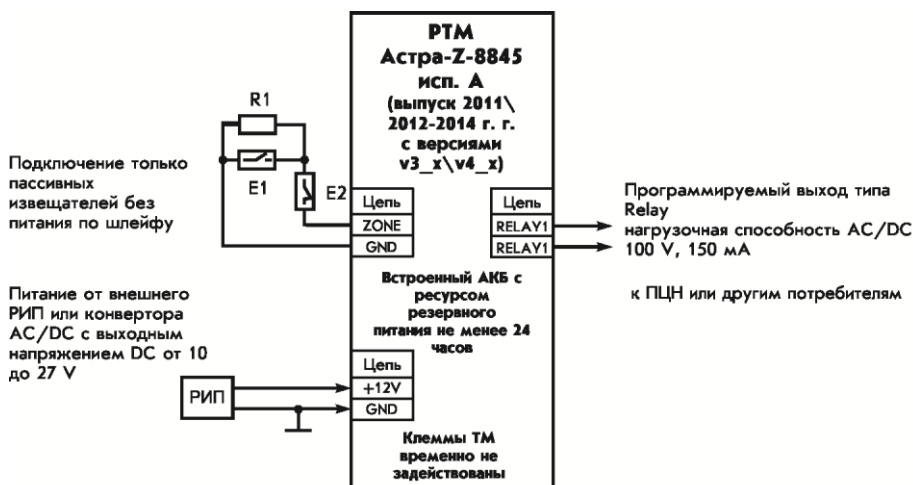 РТМ
Астра-Z-8845
исп. А
(выпуск 2011\
2012-2014 г. г.
с версиями
v3_x\v4_x)
R1
E1
E2
Подключение только
пассивных
извещателей без
питания по шлейфу
Цепь
ZONE
GND
Цепь
RELAY1
RELAY1
Программируемый выход типа
Relay
нагрузочная способность AC/DC
100 V, 150 мА
к ПЦН или другим потребителям
Встроенный АКБ с
ресурсом
резервного
питания не менее 24
часов
Питание от внешнего
РИП или конвертора
AC/DC с выходным
напряжением DC от 10
до 27 V
РИП
Цепь
+12V
GND
Клеммы ТМ
временно не
задействованы